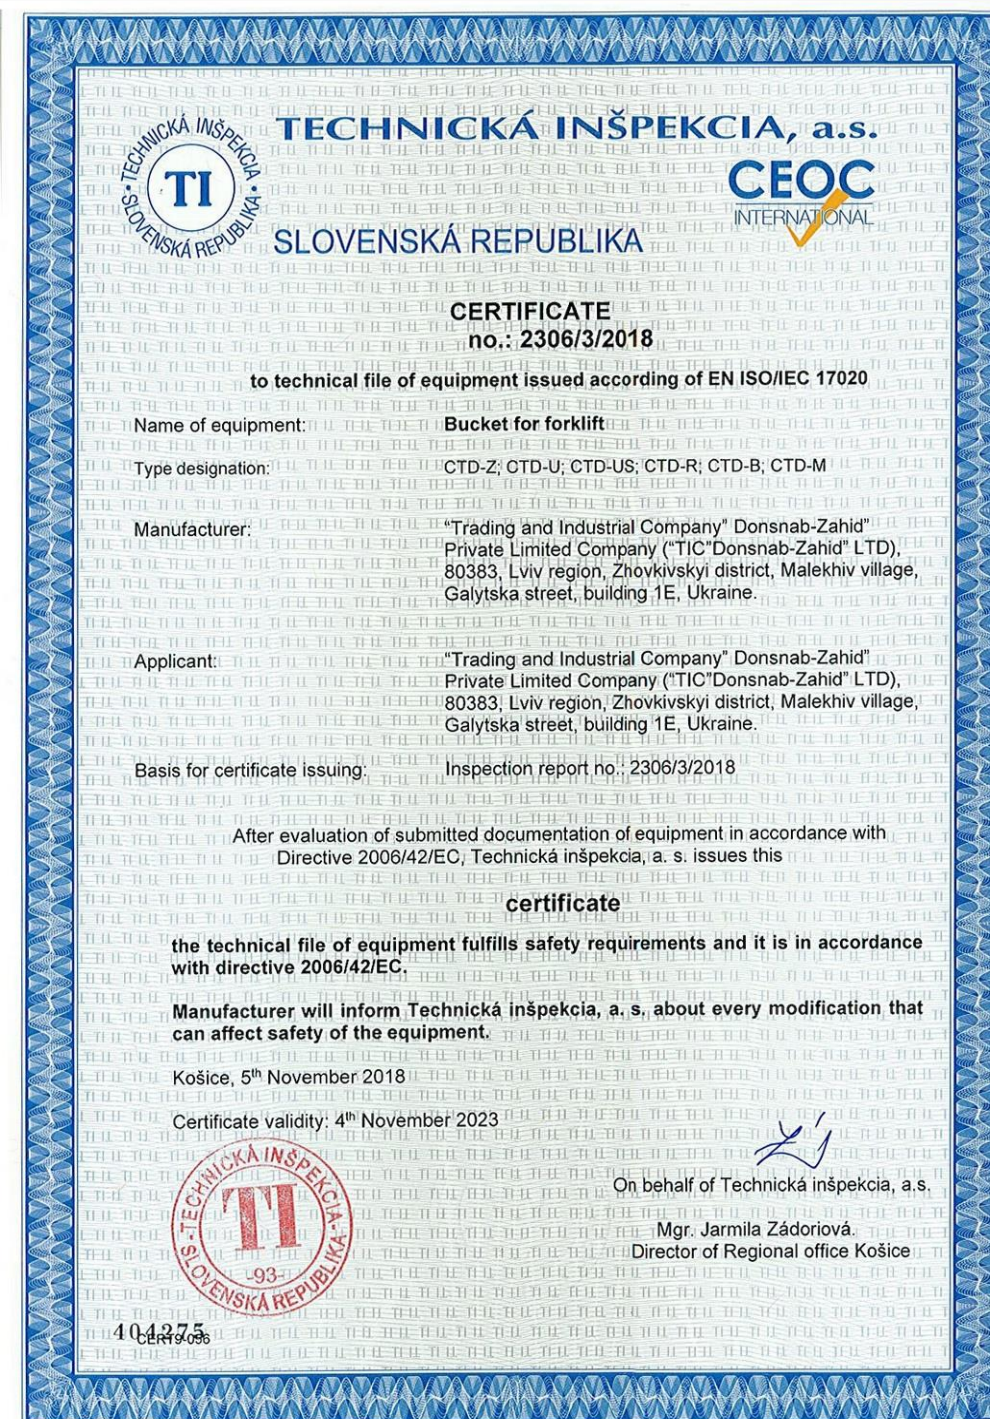 TECHNICKÁ INŠPEKCIA
TI
SLOVENSKÁ REPUBLIKA
TECHNICKÁ INŠPEKCIA, a.s.
CEOC
INTERNATIONAL
SLOVENSKÁ REPUBLIKA
CERTIFICATE
no.: 2306/3/2018
to technical file of equipment issued according of EN ISO/IEC 17020
Name of equipment: Bucket for forklift
Type designation: CTD-Z; CTD-U; CTD-US; CTD-R; CTD-B; CTD-M
Manufacturer: "Trading and Industrial Company" Donsnab-Zahid"
Private Limited Company ("TIC"Donsnab-Zahid" LTD),
80383, Lviv region, Zhovkivskyi district, Malekhiv village,
Galytska street, building 1E, Ukraine.
Applicant: "Trading and Industrial Company" Donsnab-Zahid"
Private Limited Company ("TIC"Donsnab-Zahid" LTD),
80383, Lviv region, Zhovkivskyi district, Malekhiv village,
Galytska street, building 1E, Ukraine.
Basis for certificate issuing: Inspection report no.: 2306/3/2018
After evaluation of submitted documentation of equipment in accordance with
Directive 2006/42/EC, Technická inšpekcia, a. s. issues this
certificate
the technical file of equipment fulfills safety requirements and it is in accordance
with directive 2006/42/EC.
Manufacturer will inform Technická inšpekcia, a. s. about every modification that
can affect safety of the equipment.
Košice, 5th November 2018
Certificate validity: 4th November 2023
TECHNICKÁ INŠPEKCIA
TI
-93-
SLOVENSKÁ REPUBLIKA
On behalf of Technická inšpekcia, a.s.
Mgr. Jarmila Zádoriová.
Director of Regional office Košice
404275